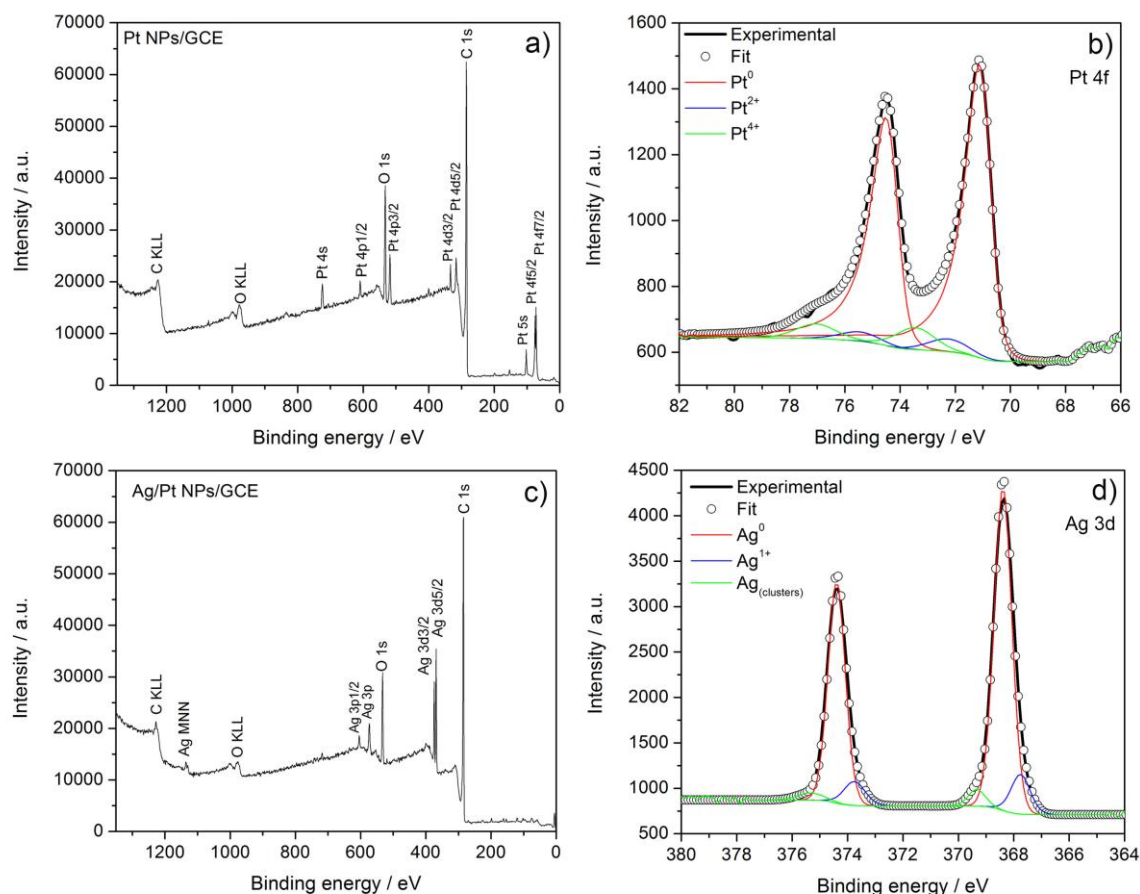 Pt NPs/GCE
a)
70000
60000
50000
40000
30000
20000
10000
0
Intensity / a.u.
C KLL
O KLL
Pt 4s
Pt 4p1/2
O 1s
Pt 4p3/2
Pt 4d3/2
Pt 4d5/2
C 1s
Pt 5s
Pt 4f5/2
Pt 4f7/2
1200 1000 800 600 400 200 0
Binding energy / eV
b)
Pt 4f
Experimental
Fit
Pt⁰
Pt²⁺
Pt⁴⁺
1600
1400
1200
1000
800
600
Intensity / a.u.
82 80 78 76 74 72 70 68 66
Binding energy / eV
Ag/Pt NPs/GCE
c)
70000
60000
50000
40000
30000
20000
10000
0
Intensity / a.u.
C KLL
Ag MNN
O KLL
Ag 3p1/2
Ag 3p
O 1s
Ag 3d3/2
Ag 3d5/2
C 1s
1200 1000 800 600 400 200 0
Binding energy / eV
d)
Ag 3d
Experimental
Fit
Ag⁰
Ag¹⁺
Ag(clusters)
4500
4000
3500
3000
2500
2000
1500
1000
500
Intensity / a.u.
380 378 376 374 372 370 368 366 364
Binding energy / eV